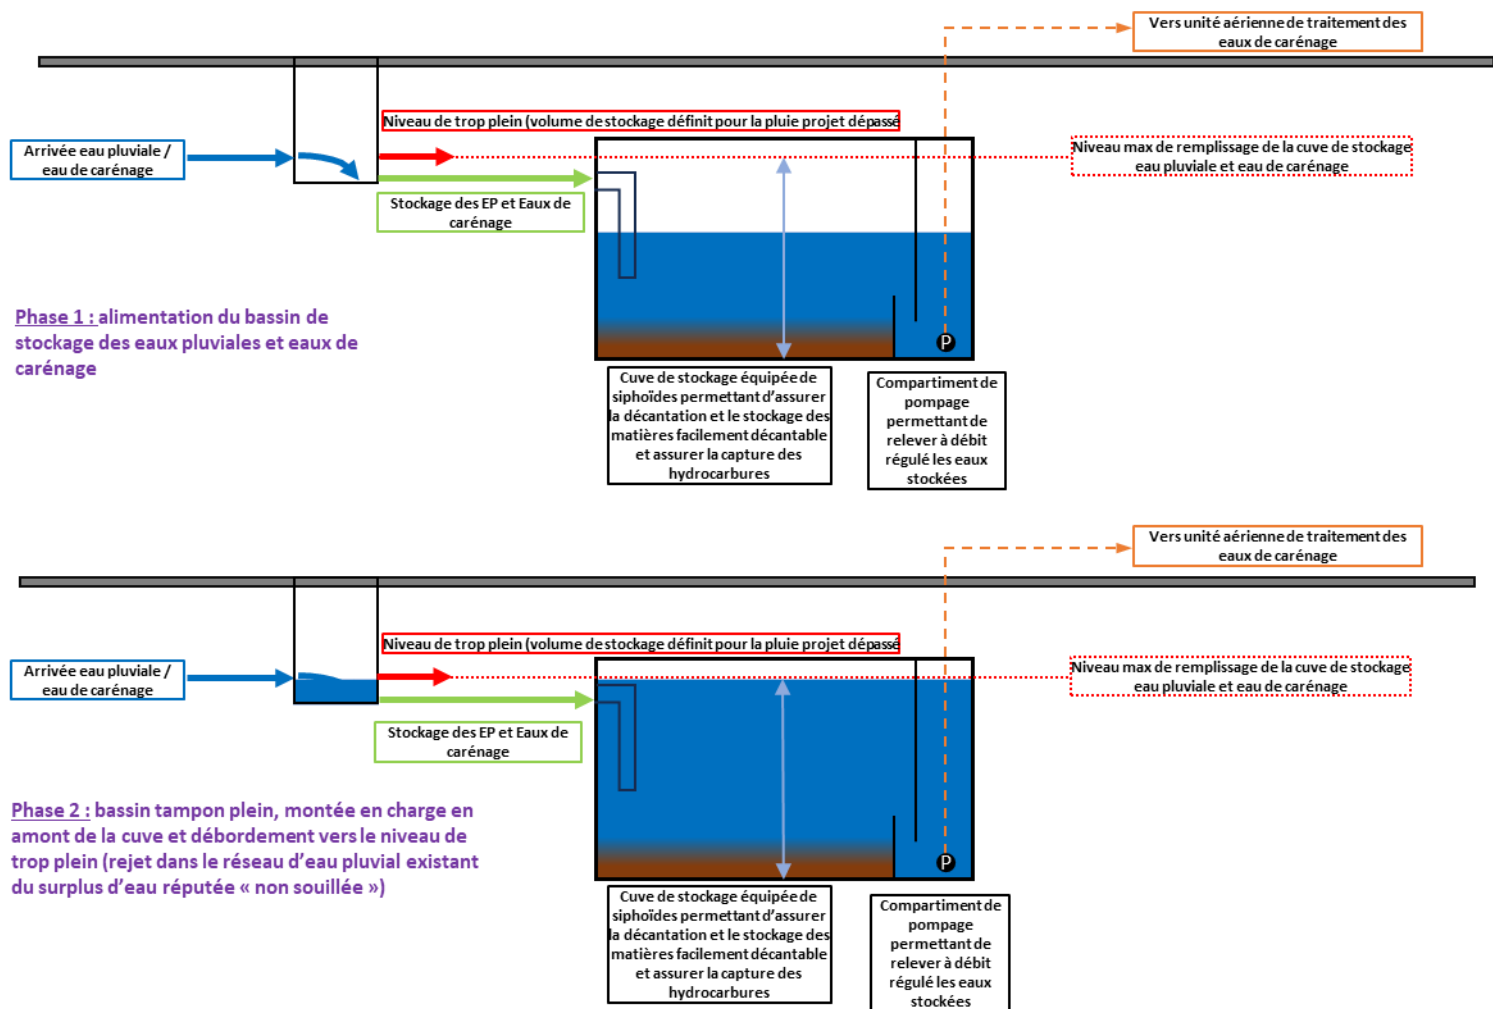 Vers unité aérienne de traitement des
eaux de carénage
Niveau de trop plein (volume de stockage définit pour la pluie projet dépassé
Arrivée eau pluviale /
eau de carénage
Niveau max de remplissage de la cuve de stockage
eau pluviale et eau de carénage
Stockage des EP et Eaux de
carénage
Phase 1 : alimentation du bassin de
stockage des eaux pluviales et eaux de
carénage
P
Cuve de stockage équipée de
siphoïdes permettant d'assurer
la décantation et le stockage des
matières facilement décantable
et assurer la capture des
hydrocarbures
Compartiment de
pompage
permettant de
relever à débit
régulé les eaux
stockées
Vers unité aérienne de traitement des
eaux de carénage
Niveau de trop plein (volume de stockage définit pour la pluie projet dépassé
Arrivée eau pluviale /
eau de carénage
Niveau max de remplissage de la cuve de stockage
eau pluviale et eau de carénage
Stockage des EP et Eaux de
carénage
Phase 2 : bassin tampon plein, montée en charge en
amont de la cuve et débordement vers le niveau de
trop plein (rejet dans le réseau d'eau pluvial existant
du surplus d'eau réputée « non souillée »)
P
Cuve de stockage équipée de
siphoïdes permettant d'assurer
la décantation et le stockage des
matières facilement décantable
et assurer la capture des
hydrocarbures
Compartiment de
pompage
permettant de
relever à débit
régulé les eaux
stockées